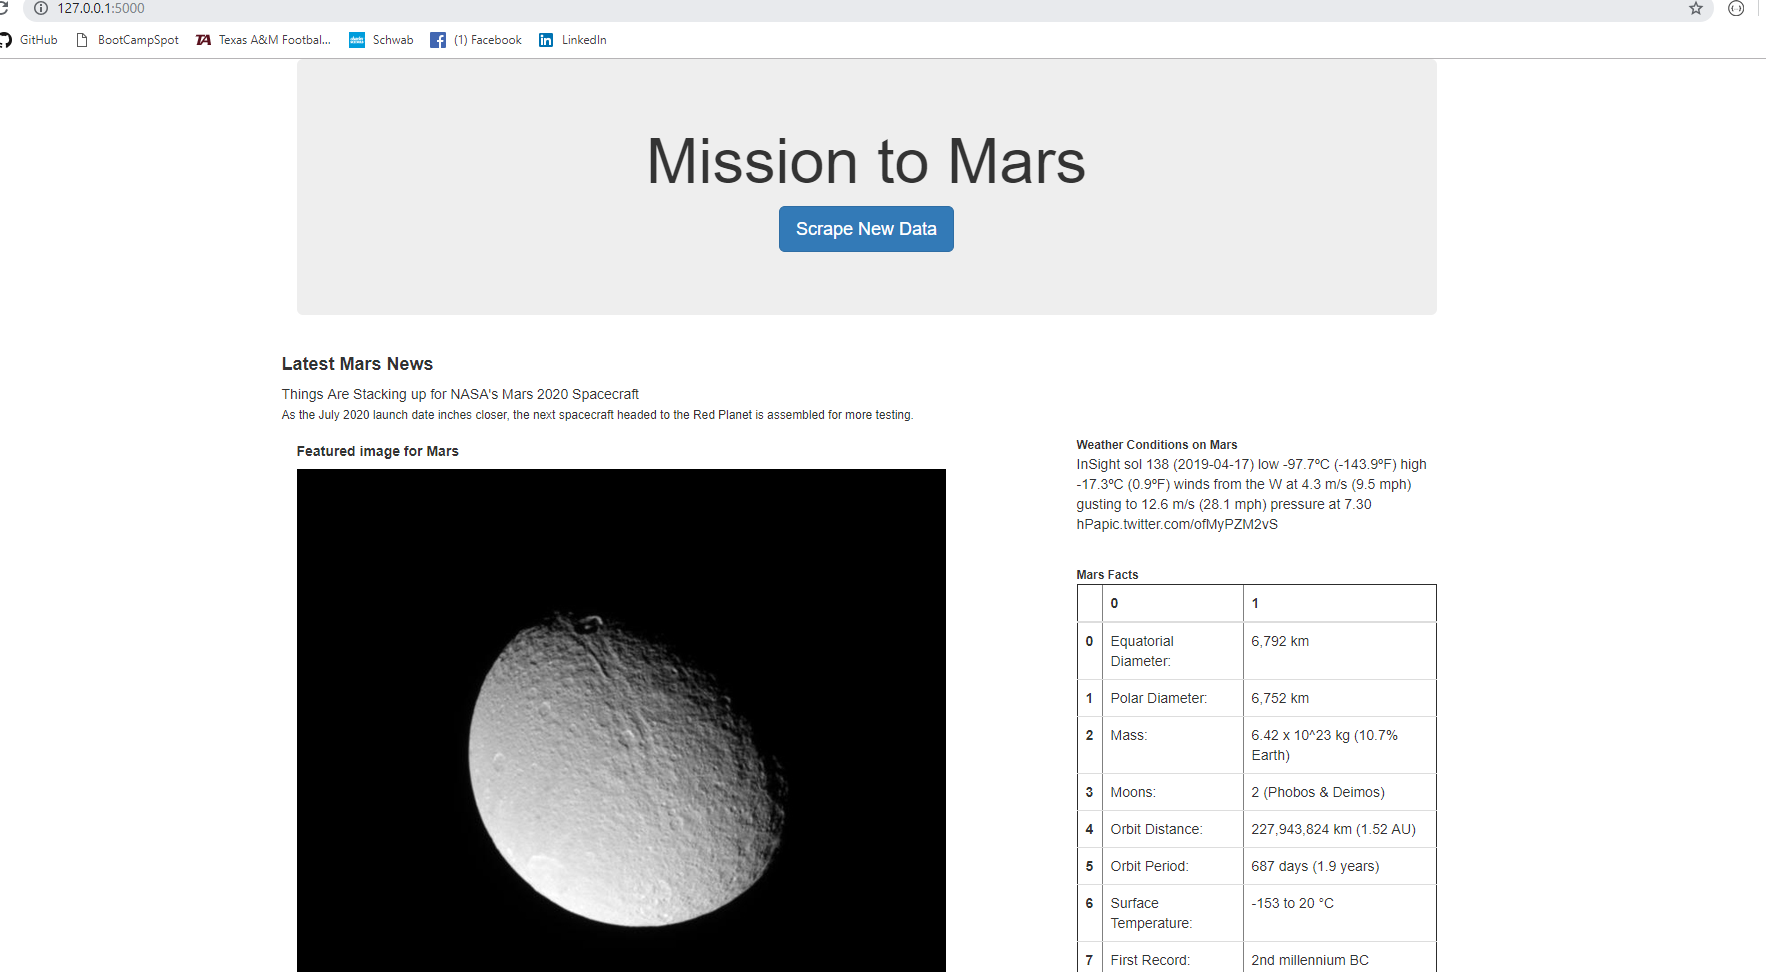 127.0.0.1:5000
GitHub BootCampSpot Texas A&M Footbal... Schwab (1) Facebook LinkedIn
Mission to Mars
Scrape New Data
Latest Mars News
Things Are Stacking up for NASA's Mars 2020 Spacecraft
As the July 2020 launch date inches closer, the next spacecraft headed to the Red Planet is assembled for more testing.
Featured image for Mars
Weather Conditions on Mars
InSight sol 138 (2019-04-17) low -97.7ºC (-143.9ºF) high
-17.3ºC (0.9ºF) winds from the W at 4.3 m/s (9.5 mph)
gusting to 12.6 m/s (28.1 mph) pressure at 7.30
hPapic.twitter.com/ofMyPZM2vS
Mars Facts
0 1
0 Equatorial Diameter: 6,792 km
1 Polar Diameter: 6,752 km
2 Mass: 6.42 x 10^23 kg (10.7% Earth)
3 Moons: 2 (Phobos & Deimos)
4 Orbit Distance: 227,943,824 km (1.52 AU)
5 Orbit Period: 687 days (1.9 years)
6 Surface Temperature: -153 to 20 °C
7 First Record: 2nd millennium BC